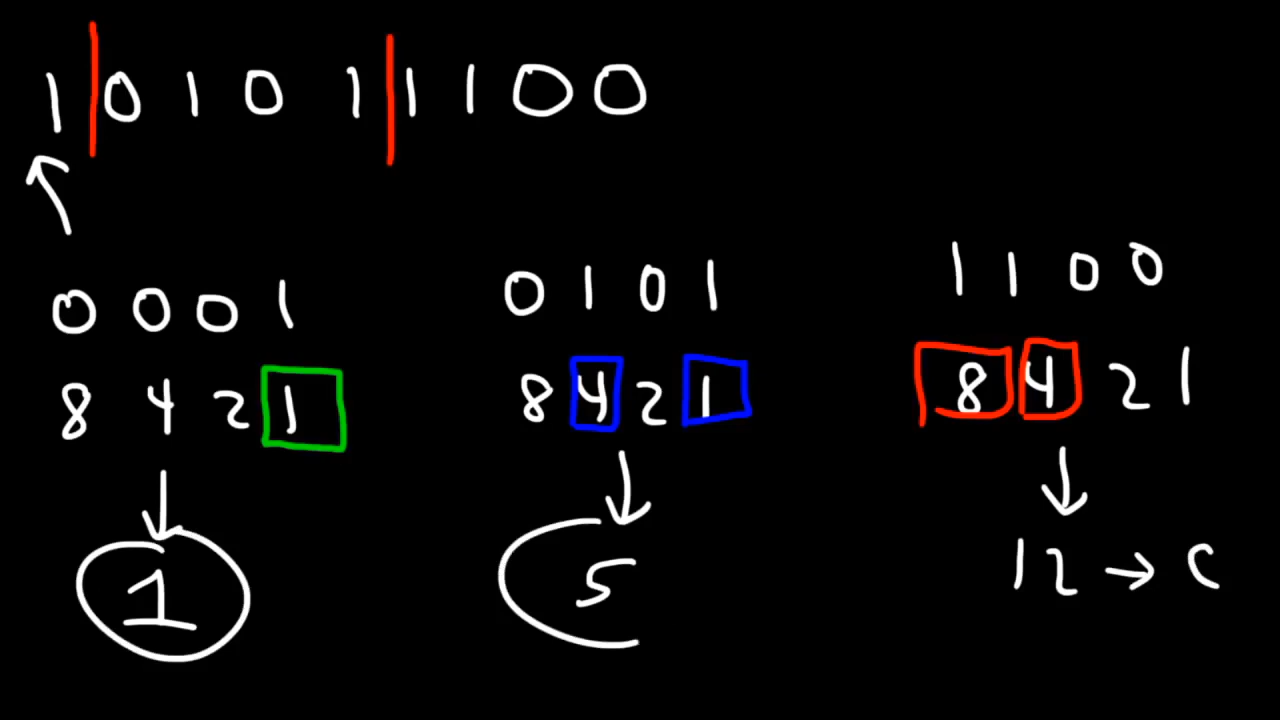 1 0 1 0 1 1 1 0 0
0 0 0 1
8 4 2 1
1
0 1 0 1
8 4 2 1
5
1 1 0 0
8 4 2 1
12 → C